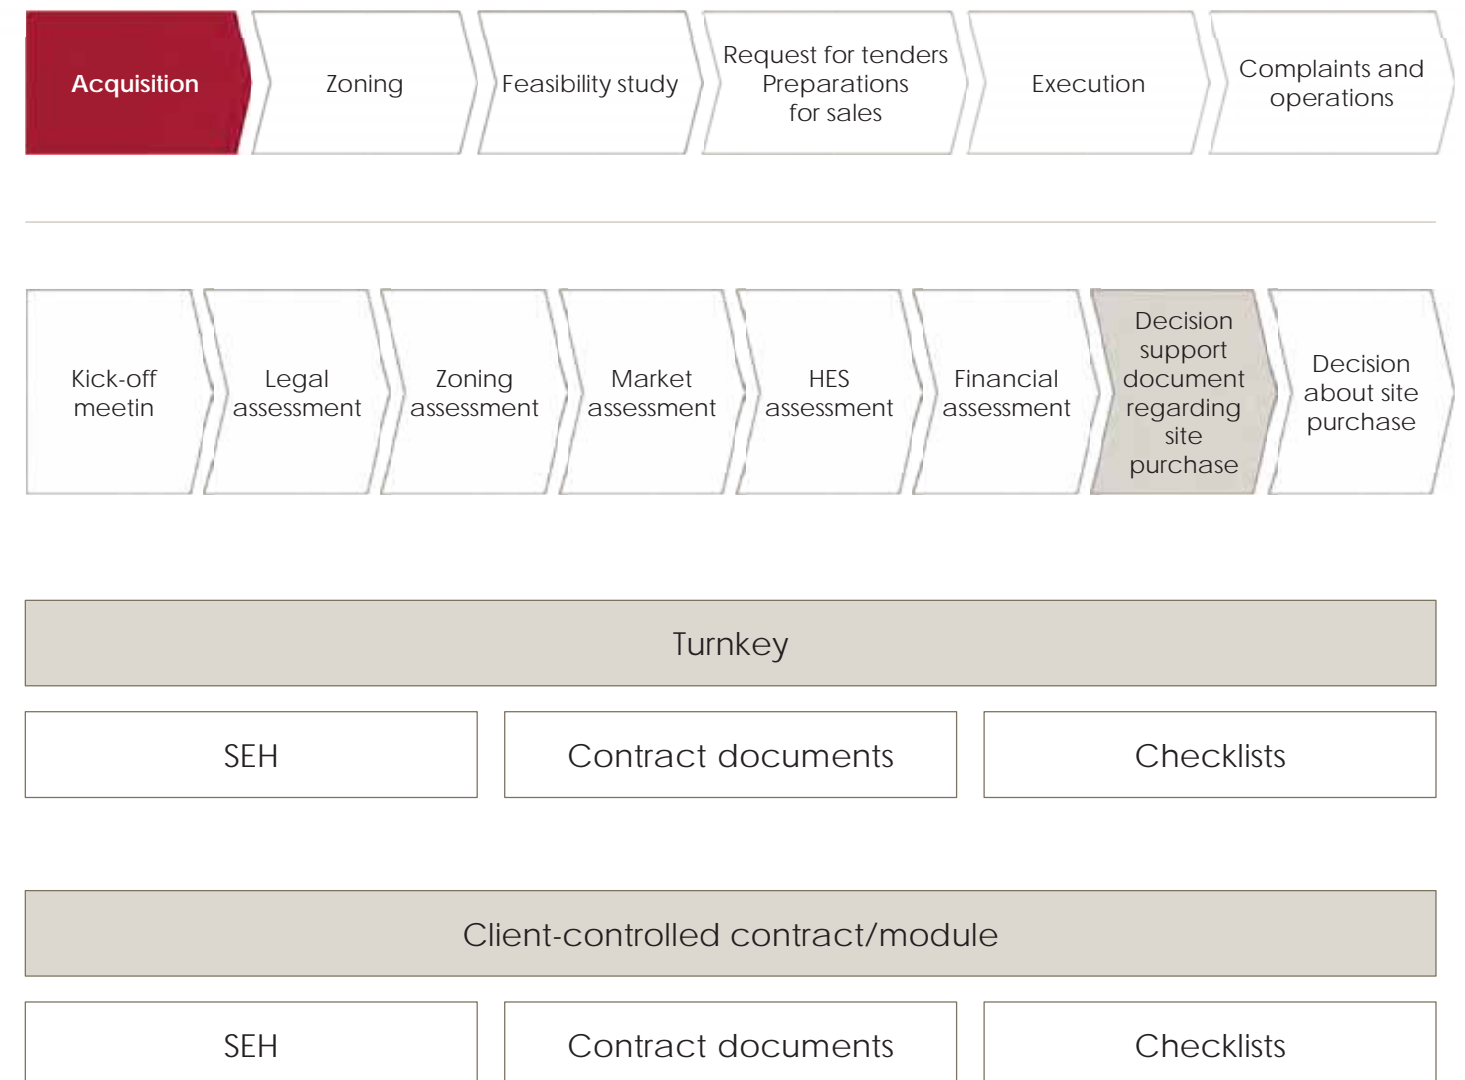 Acquisition
Zoning
Feasibility study
Request for tenders
Preparations
for sales
Execution
Complaints and
operations
Kick-off
meetin
Legal
assessment
Zoning
assessment
Market
assessment
HES
assessment
Financial
assessment
Decision
support
document
regarding
site
purchase
Decision
about site
purchase
Turnkey
SEH
Contract documents
Checklists
Client-controlled contract/module
SEH
Contract documents
Checklists